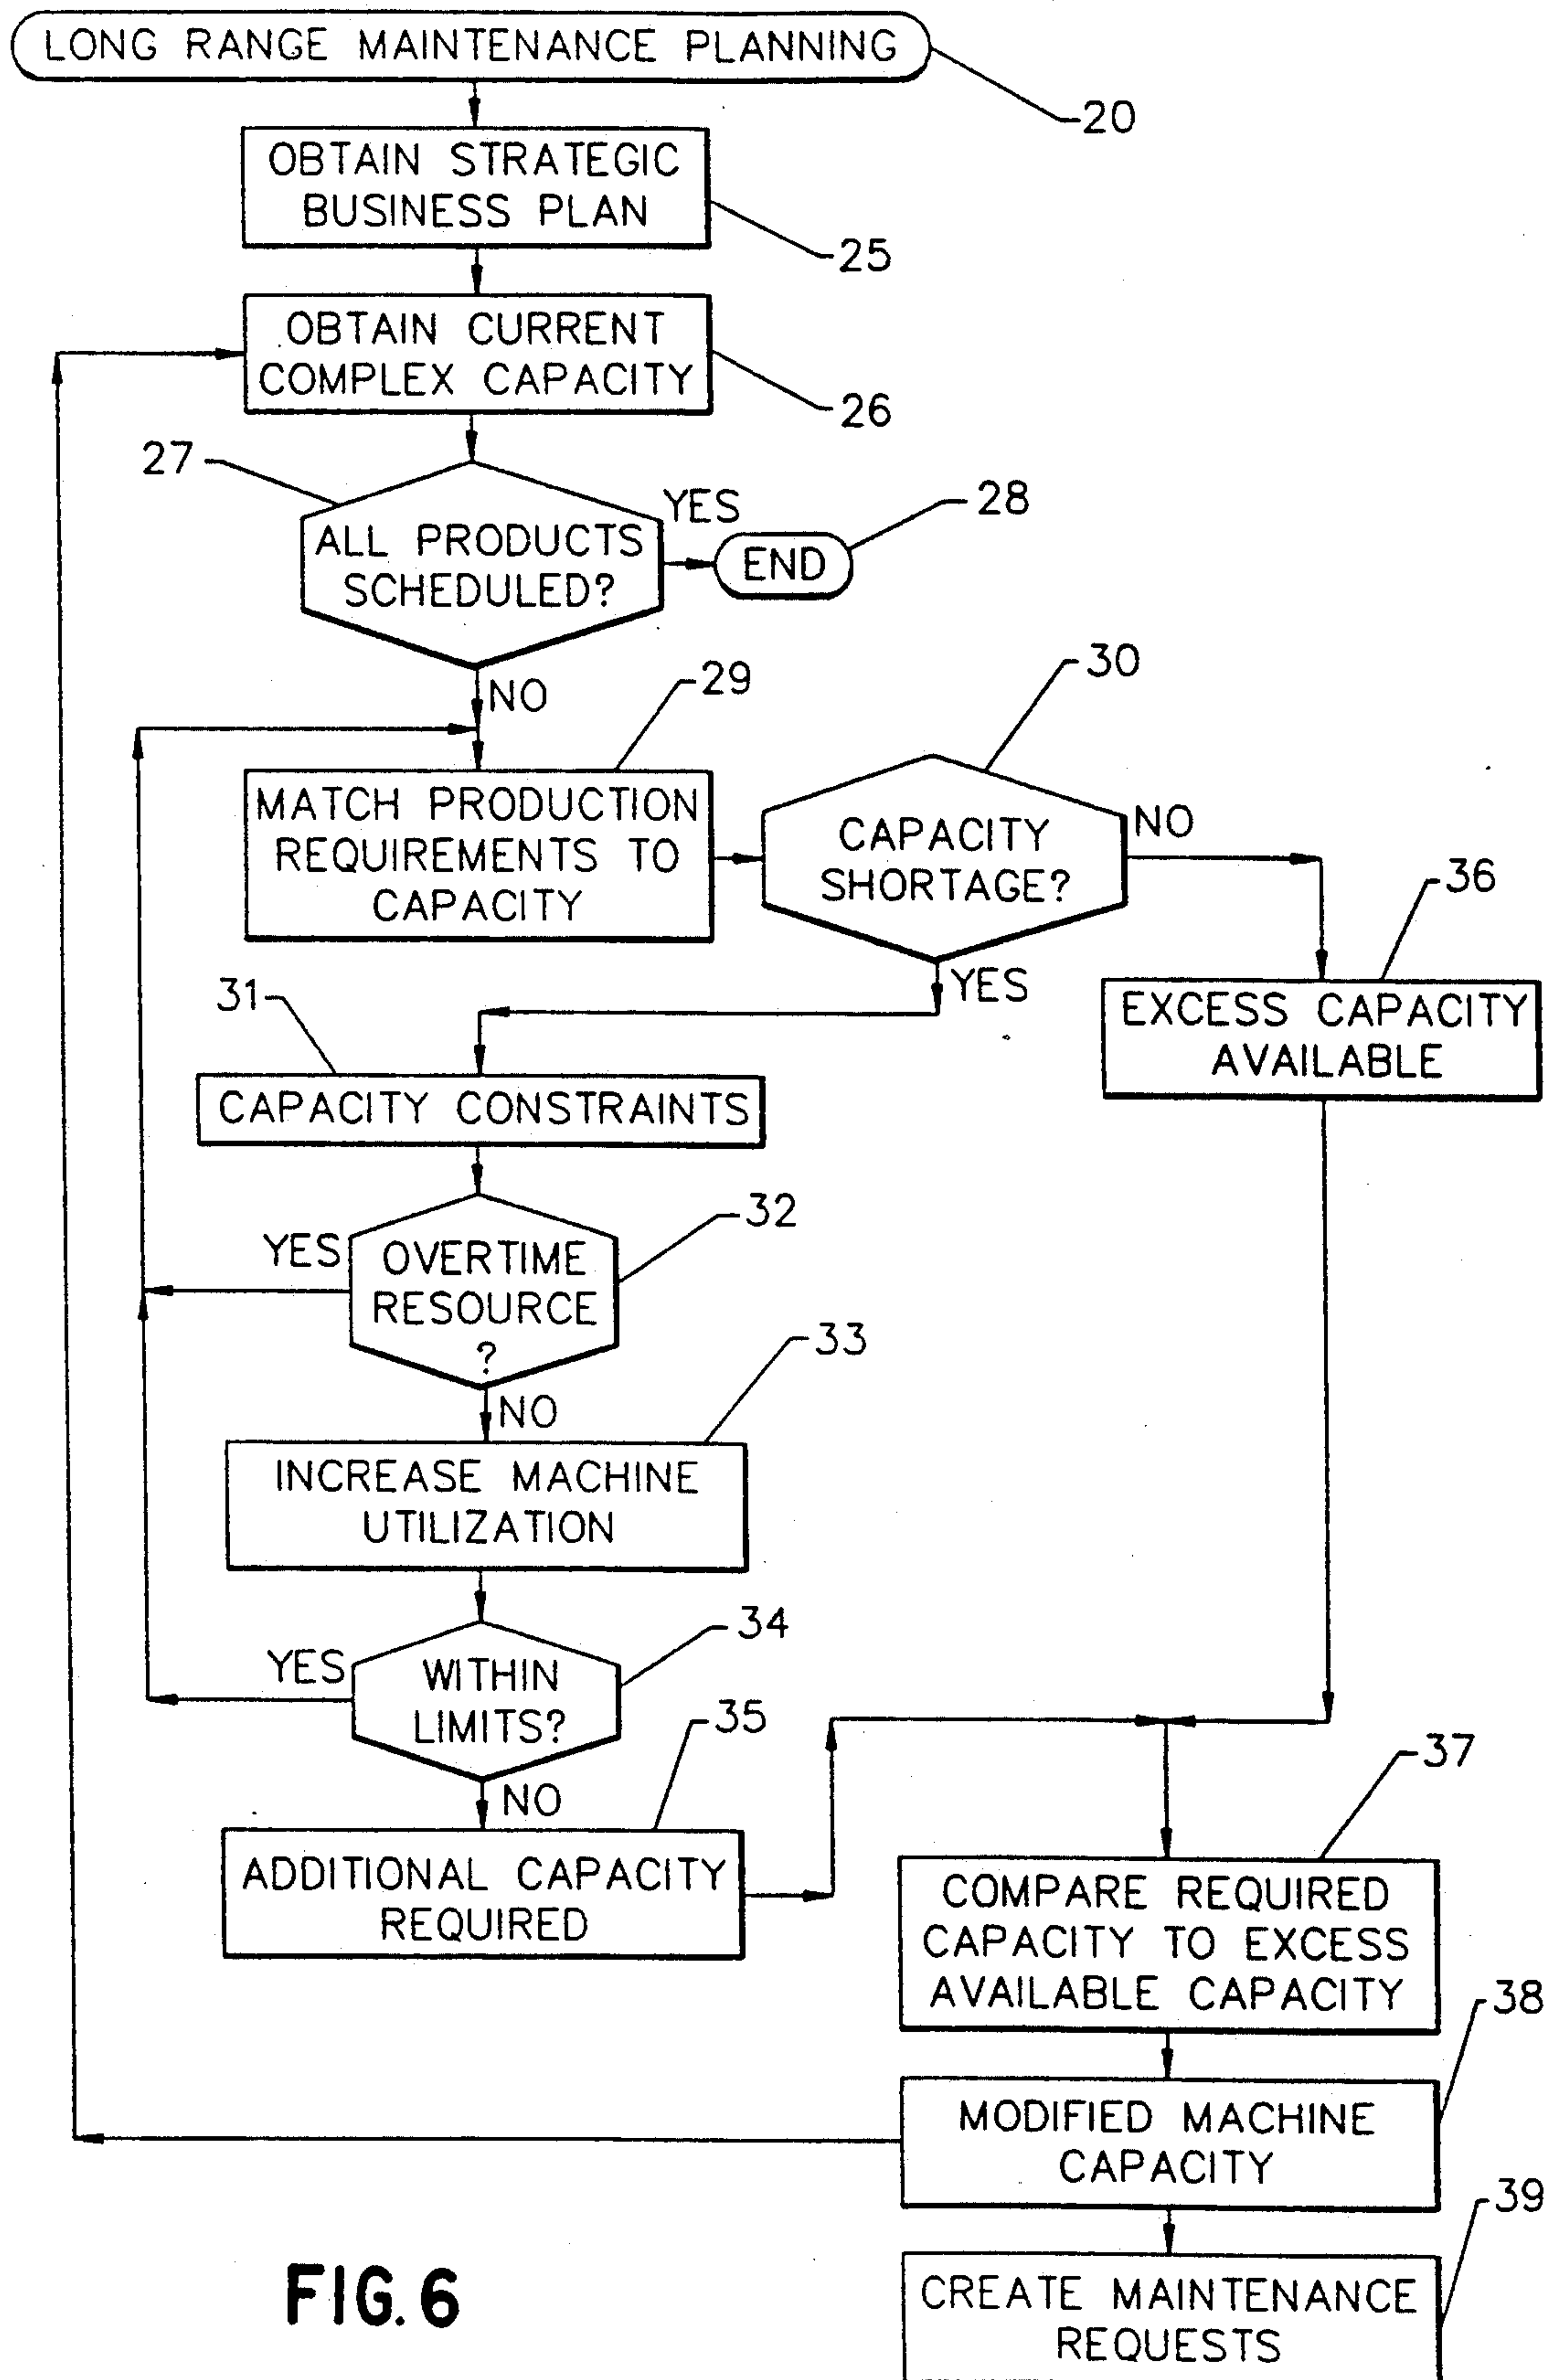 LONG RANGE MAINTENANCE PLANNING
20
OBTAIN STRATEGIC
BUSINESS PLAN
25
OBTAIN CURRENT
COMPLEX CAPACITY
26
27
ALL PRODUCTS
SCHEDULED?
YES
END
28
NO
29
MATCH PRODUCTION
REQUIREMENTS TO
CAPACITY
30
CAPACITY
SHORTAGE?
NO
YES
36
EXCESS CAPACITY
AVAILABLE
31
CAPACITY CONSTRAINTS
32
YES
OVERTIME
RESOURCE
?
NO
33
INCREASE MACHINE
UTILIZATION
34
YES
WITHIN
LIMITS?
NO
35
ADDITIONAL CAPACITY
REQUIRED
37
COMPARE REQUIRED
CAPACITY TO EXCESS
AVAILABLE CAPACITY
38
MODIFIED MACHINE
CAPACITY
39
CREATE MAINTENANCE
REQUESTS
FIG. 6